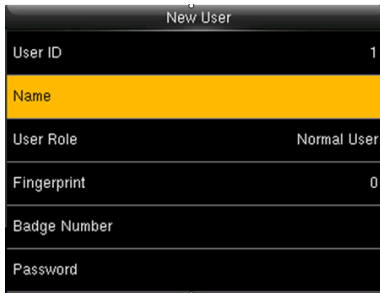 New User
User ID 1
Name
User Role Normal User
Fingerprint 0
Badge Number
Password